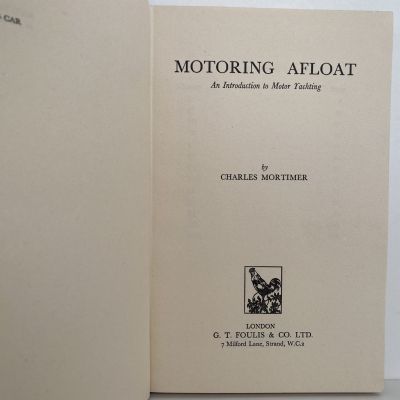 CAR
MOTORING AFLOAT
An Introduction to Motor Yachting
by
CHARLES MORTIMER
LONDON
G. T. FOULIS & CO. LTD.
7 Milford Lane, Strand, W.C.2